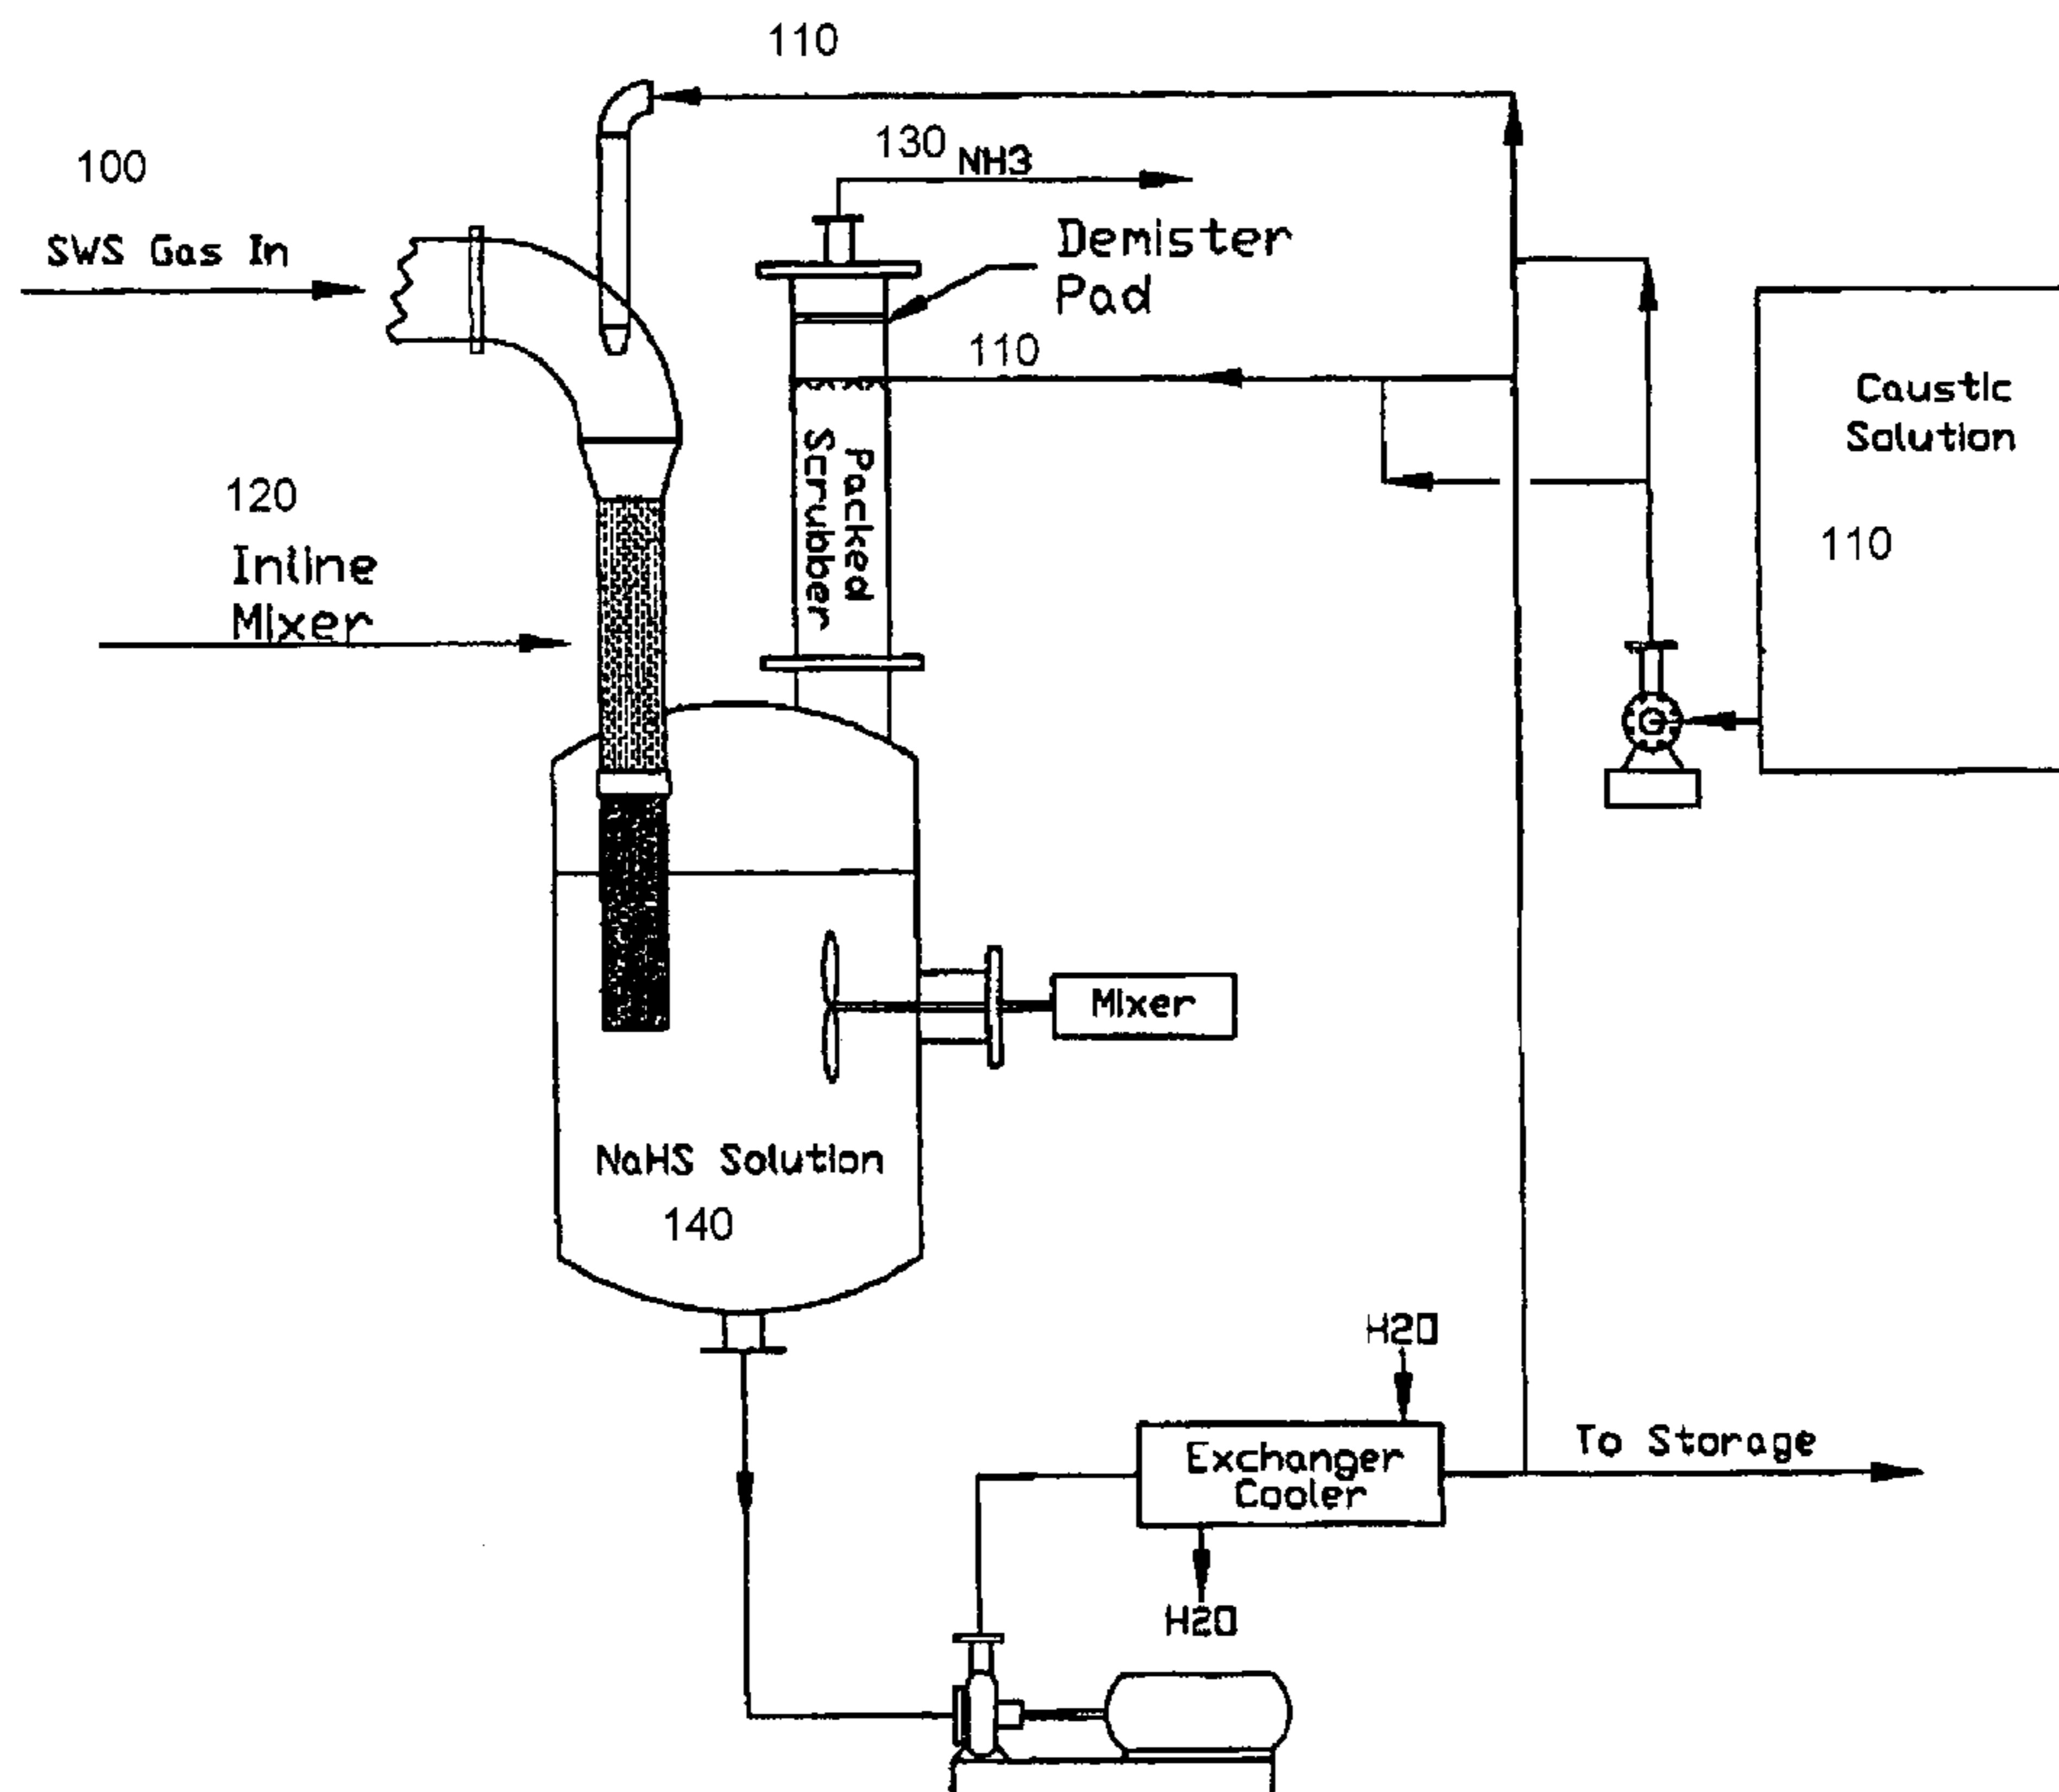 110
130
NH3
100
SWS Gas In
Demister
Pad
110
Caustic
Solution
110
Packed
Scrubber
120
Inline
Mixer
Mixer
NaHS Solution
140
H2O
Exchanger
Cooler
To Storage
H2O